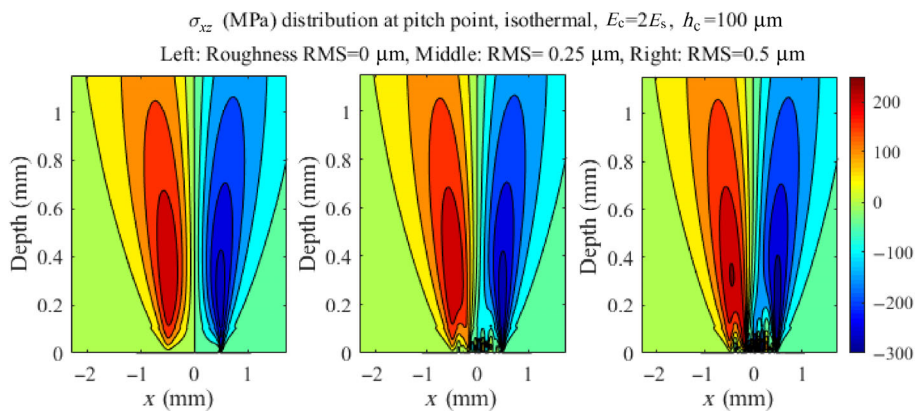 σxz (MPa) distribution at pitch point, isothermal, Ec=2Es, hc=100 μm
Left: Roughness RMS=0 μm, Middle: RMS= 0.25 μm, Right: RMS=0.5 μm
Depth (mm)
1
0.8
0.6
0.4
0.2
0
−2 −1 0 1
x (mm)
Depth (mm)
1
0.8
0.6
0.4
0.2
0
−2 −1 0 1
x (mm)
Depth (mm)
1
0.8
0.6
0.4
0.2
0
−2 −1 0 1
x (mm)
200
100
0
−100
−200
−300